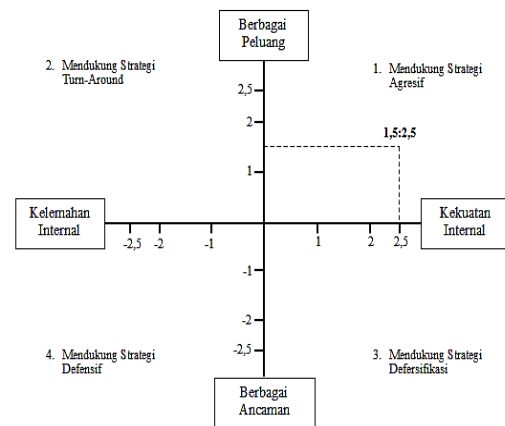 Berbagai
Peluang
2. Mendukung Strategi
Turn-Around
1. Mendukung Strategi
Agresif
2,5
2
1,5:2,5
1
Kelemahan
Internal
Kekuatan
Internal
-2,5
-2
-1
1
2
2,5
-1
-2
-2,5
4. Mendukung Strategi
Defensif
3. Mendukung Strategi
Defersifikasi
Berbagai
Ancaman